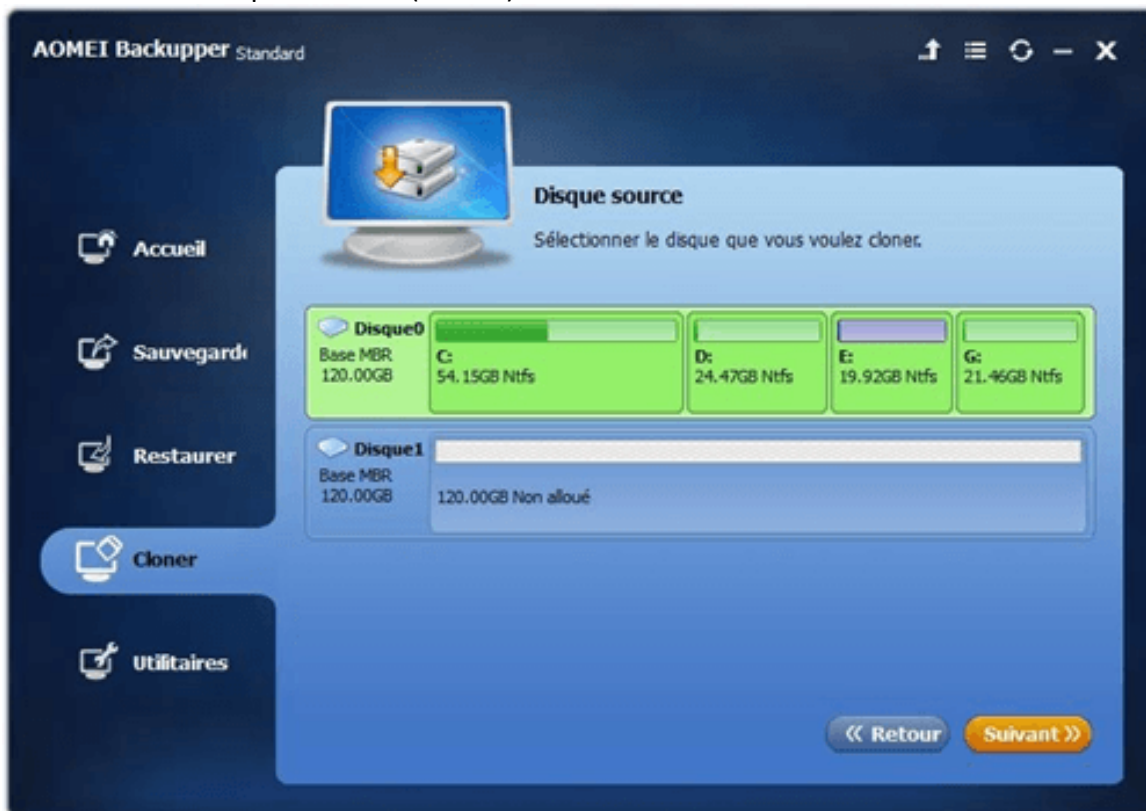 AOMEI Backupper Standard
Disque source
Sélectionner le disque que vous voulez cloner.
Accueil
Sauvegarde
Restaurer
Cloner
Utilitaires
Disque0
Base MBR
120.00GB
C:
54.15GB Ntfs
D:
24.47GB Ntfs
E:
19.92GB Ntfs
G:
21.46GB Ntfs
Disque1
Base MBR
120.00GB
120.00GB Non alloué
« Retour
Suivant »